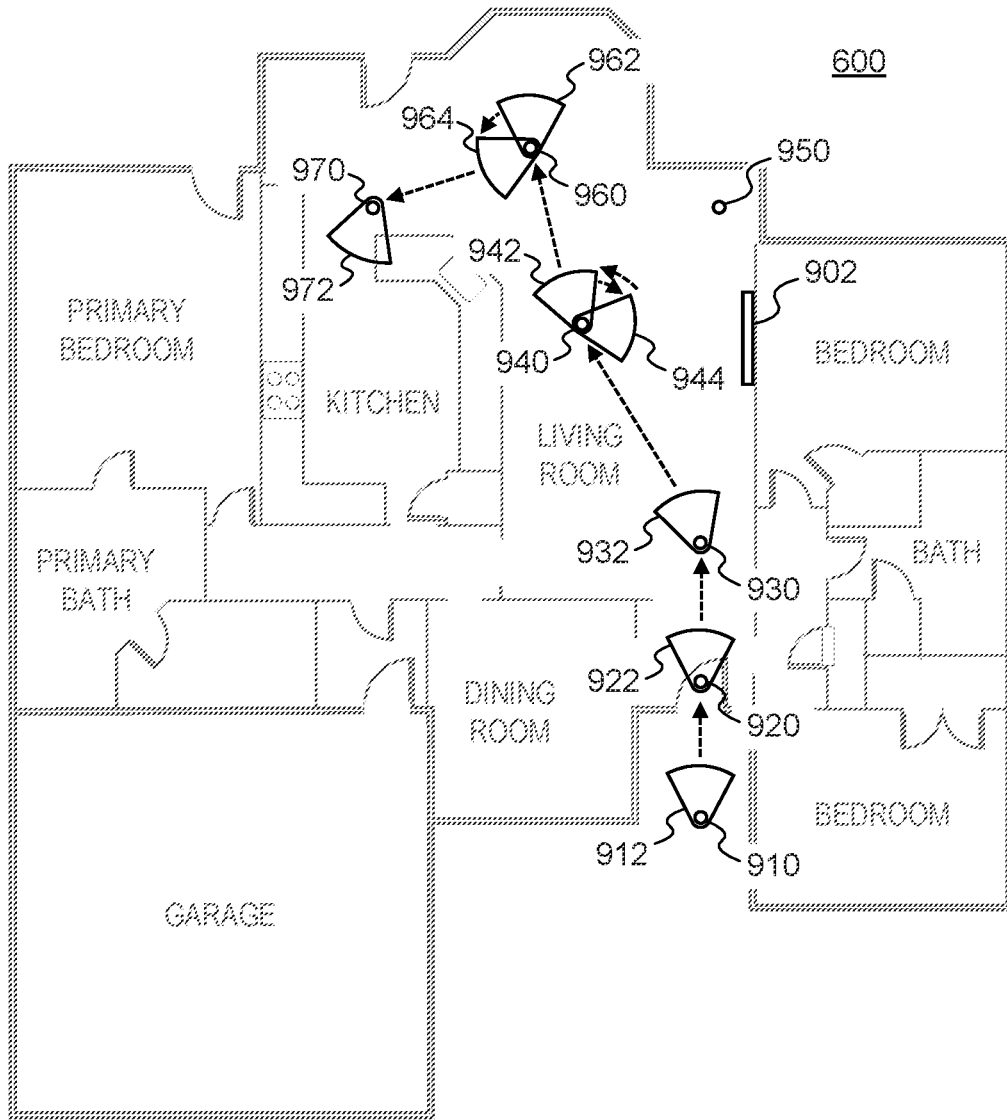 962
600
964
950
970
960
942
902
972
PRIMARY
BEDROOM
BEDROOM
940
944
KITCHEN
LIVING
ROOM
932
930
BATH
PRIMARY
BATH
922
920
DINING
ROOM
912
910
BEDROOM
GARAGE